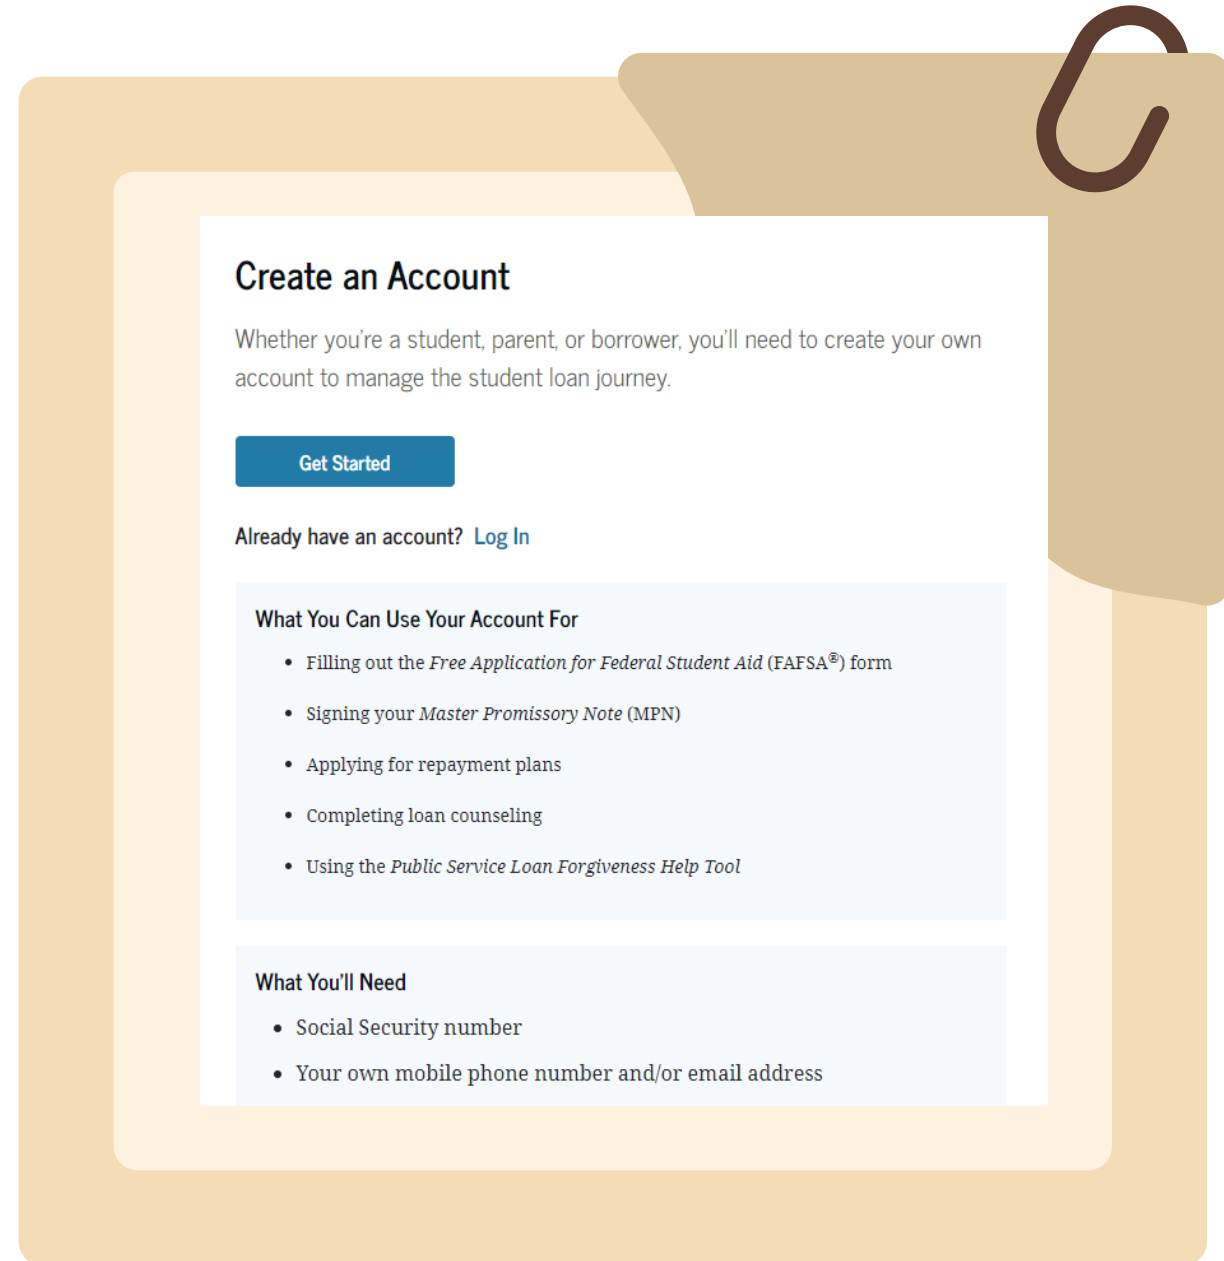 Create an Account
Whether you're a student, parent, or borrower, you'll need to create your own
account to manage the student loan journey.
Get Started
Already have an account? Log In
What You Can Use Your Account For
• Filling out the Free Application for Federal Student Aid (FAFSA®) form
• Signing your Master Promissory Note (MPN)
• Applying for repayment plans
• Completing loan counseling
• Using the Public Service Loan Forgiveness Help Tool
What You'll Need
• Social Security number
• Your own mobile phone number and/or email address